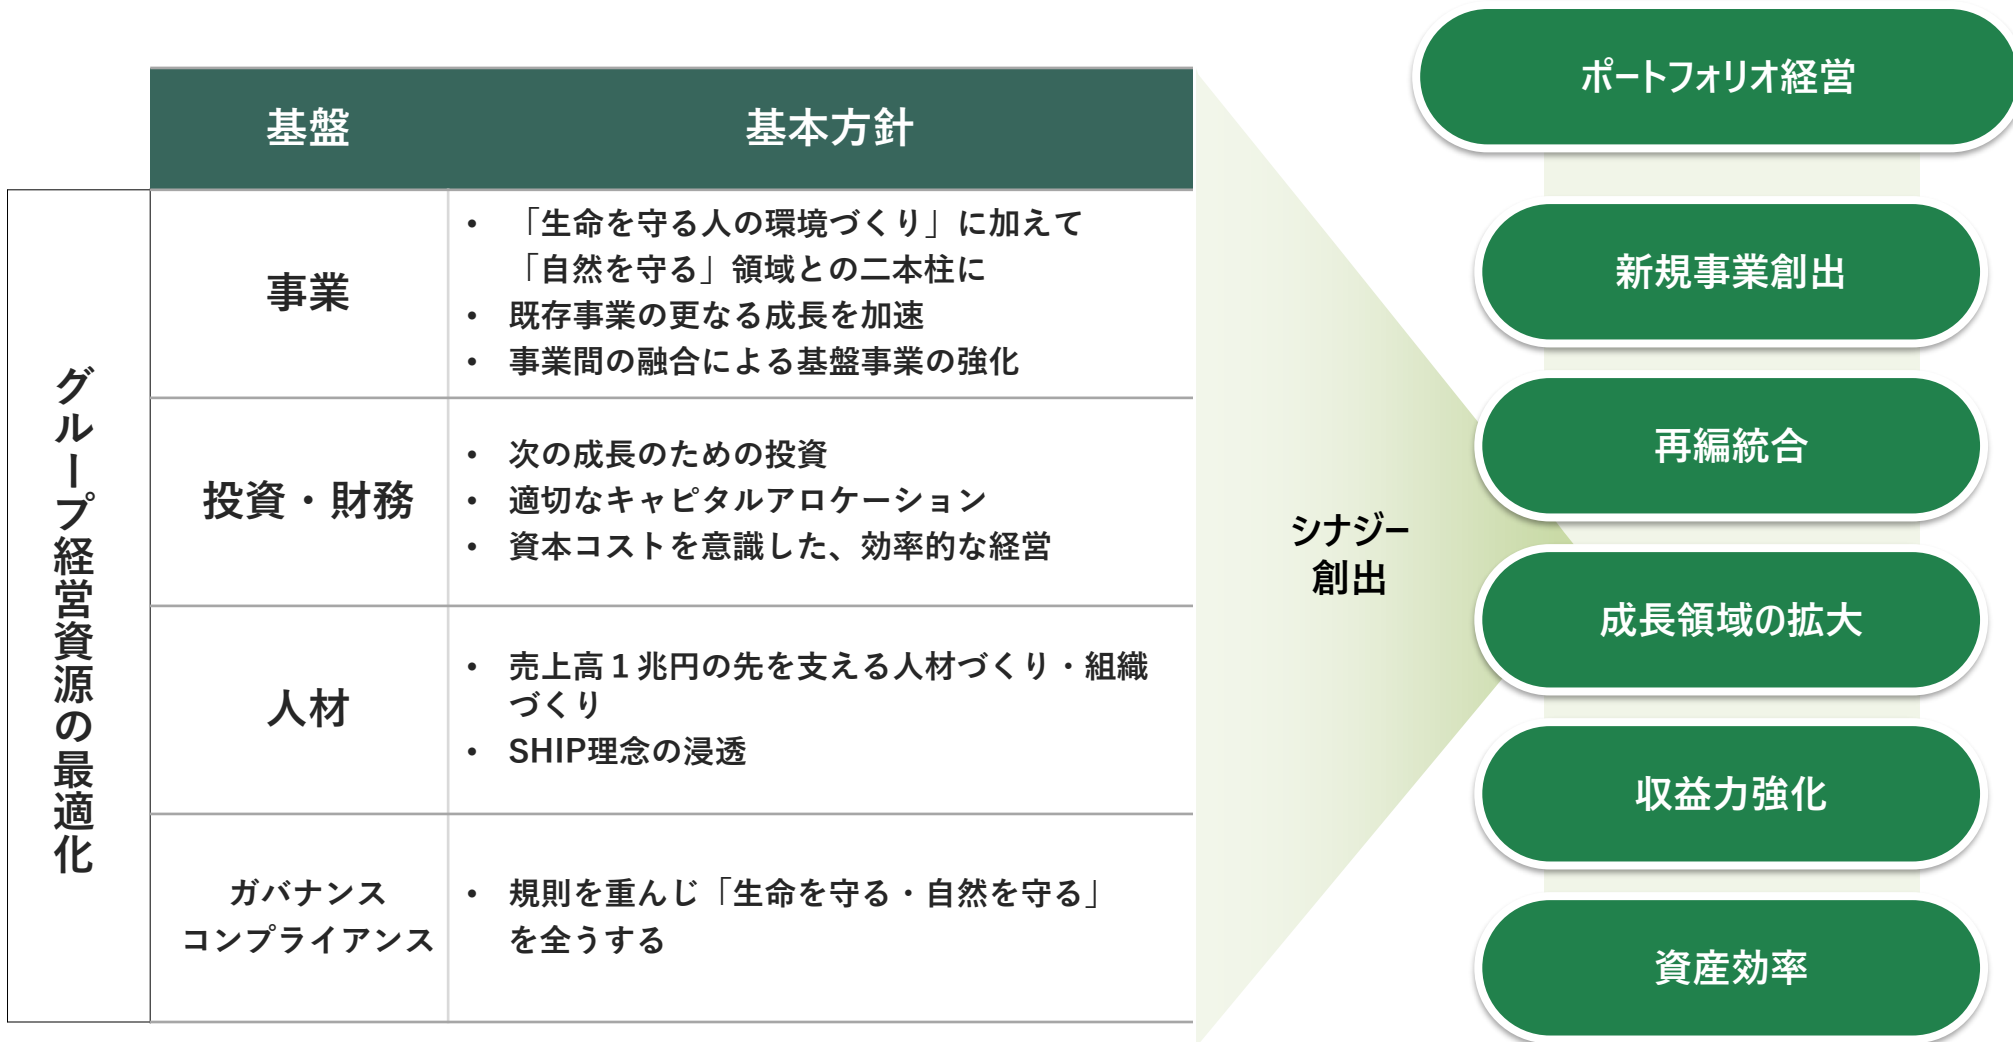 基盤
基本方針
グループ経営資源の最適化
事業
• 「生命を守る人の環境づくり」に加えて
「自然を守る」領域との二本柱に
• 既存事業の更なる成長を加速
• 事業間の融合による基盤事業の強化
投資・財務
• 次の成長のための投資
• 適切なキャピタルアロケーション
• 資本コストを意識した、効率的な経営
人材
• 売上高１兆円の先を支える人材づくり・組織
づくり
• SHIP理念の浸透
ガバナンス
コンプライアンス
• 規則を重んじ「生命を守る・自然を守る」
を全うする
シナジー
創出
ポートフォリオ経営
新規事業創出
再編統合
成長領域の拡大
収益力強化
資産効率